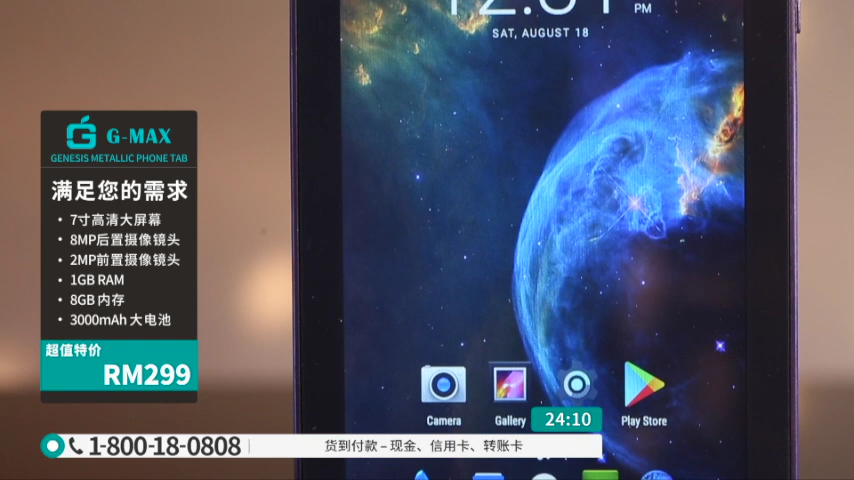 PM
SAT, AUGUST 18
G-MAX
GENESIS METALLIC PHONE TAB
满足您的需求
• 7寸高清大屏幕
• 8MP后置摄像镜头
• 2MP前置摄像镜头
• 1GB RAM
• 8GB 内存
• 3000mAh 大电池
超值特价
RM299
Camera
Gallery
Play Store
24:10
1-800-18-0808
货到付款 – 现金、信用卡、转账卡